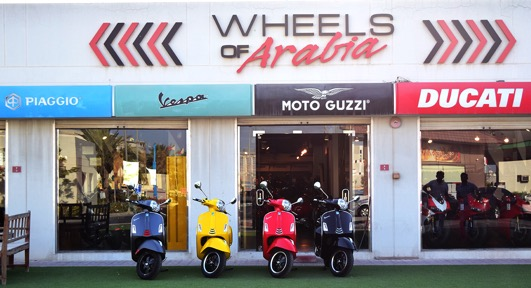 WHEELS
OF Arabia
PIAGGIO
Vespa
MOTO GUZZI
DUCATI